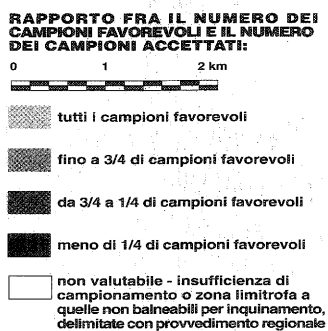 RAPPORTO FRA IL NUMERO DEI
CAMPIONI FAVOREVOLI E IL NUMERO
DEI CAMPIONI ACCETTATI:
0 1 2 km
tutti i campioni favorevoli
fino a 3/4 di campioni favorevoli
da 3/4 a 1/4 di campioni favorevoli
meno di 1/4 di campioni favorevoli
non valutabile - insufficienza di
campionamento o zona limitrofa a
quelle non balneabili per inquinamento,
delimitate con provvedimento regionale